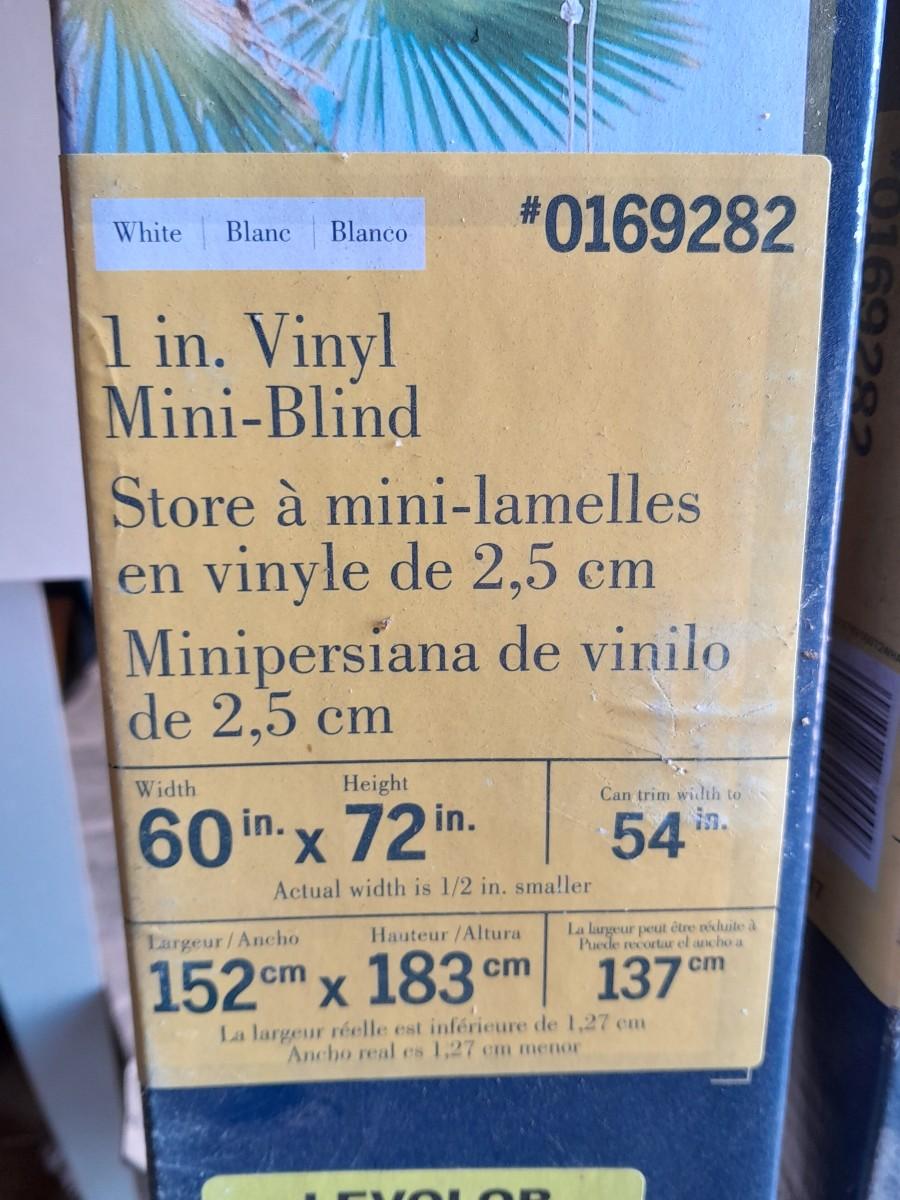 White | Blanc | Blanco
#0169282
1 in. Vinyl
Mini-Blind
Store à mini-lamelles
en vinyle de 2,5 cm
Minipersiana de vinilo
de 2,5 cm
Width Height
60 in. x 72 in.
Can trim width to
54 in.
Actual width is 1/2 in. smaller
Largeur / Ancho Hauteur / Altura
152 cm x 183 cm
La largeur peut être réduite à
Puede recortar el ancho a
137 cm
La largeur réelle est inférieure de 1,27 cm
Ancho real es 1,27 cm menor
LEVOLOR
#0169282